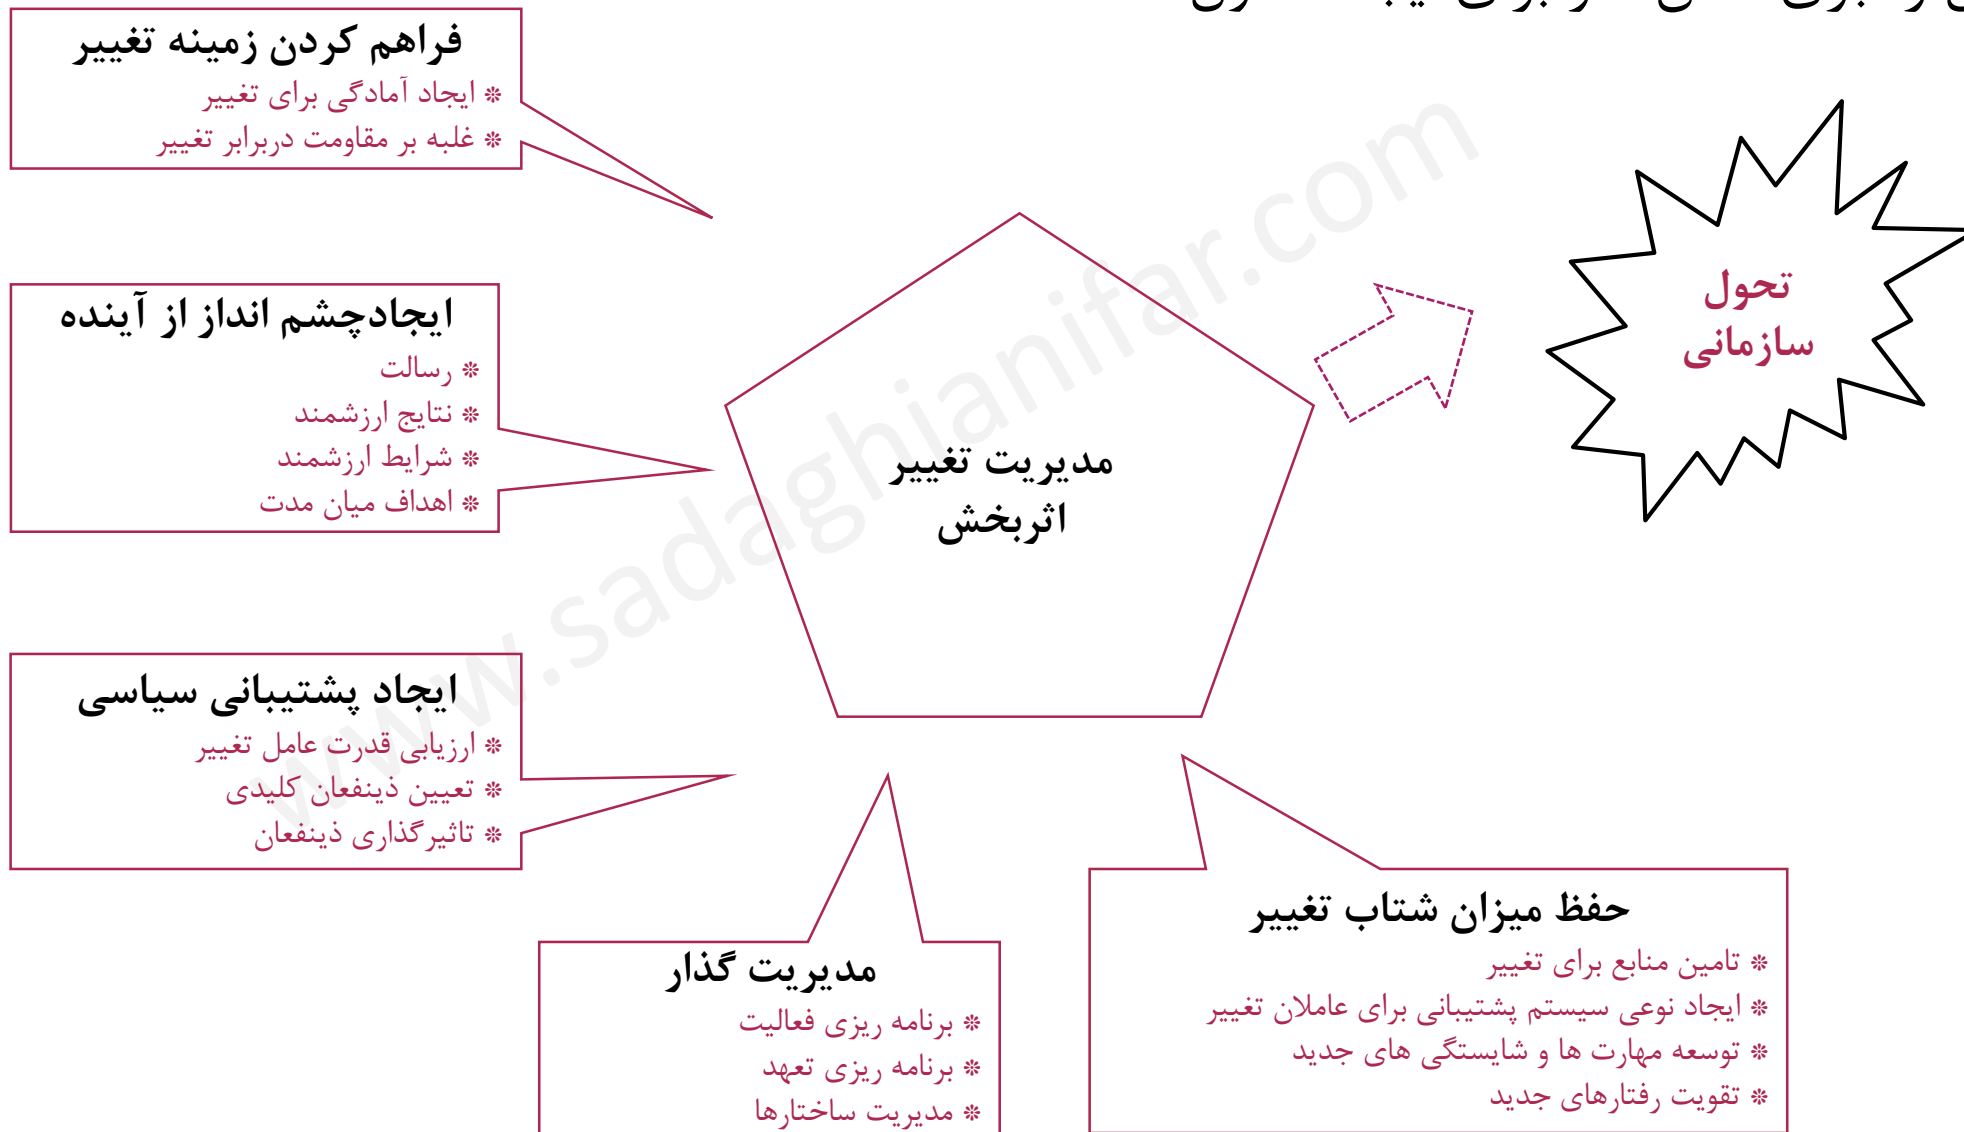 فراهم کردن زمینه تغییر
❊ ایجاد آمادگی برای تغییر
❊ غلبه بر مقاومت دربرابر تغییر
ایجادچشم انداز از آینده
❊ رسالت
❊ نتایج ارزشمند
❊ شرایط ارزشمند
❊ اهداف میان مدت
ایجاد پشتیبانی سیاسی
❊ ارزیابی قدرت عامل تغییر
❊ تعیین ذینفعان کلیدی
❊ تاثیرگذاری ذینفعان
مدیریت گذار
❊ برنامه ریزی فعالیت
❊ برنامه ریزی تعهد
❊ مدیریت ساختارها
حفظ میزان شتاب تغییر
❊ تامین منابع برای تغییر
❊ ایجاد نوعی سیستم پشتیبانی برای عاملان تغییر
❊ توسعه مهارت ها و شایستگی های جدید
❊ تقویت رفتارهای جدید
مدیریت تغییر
اثربخش
تحول
سازمانی
www.sadaghianifar.com